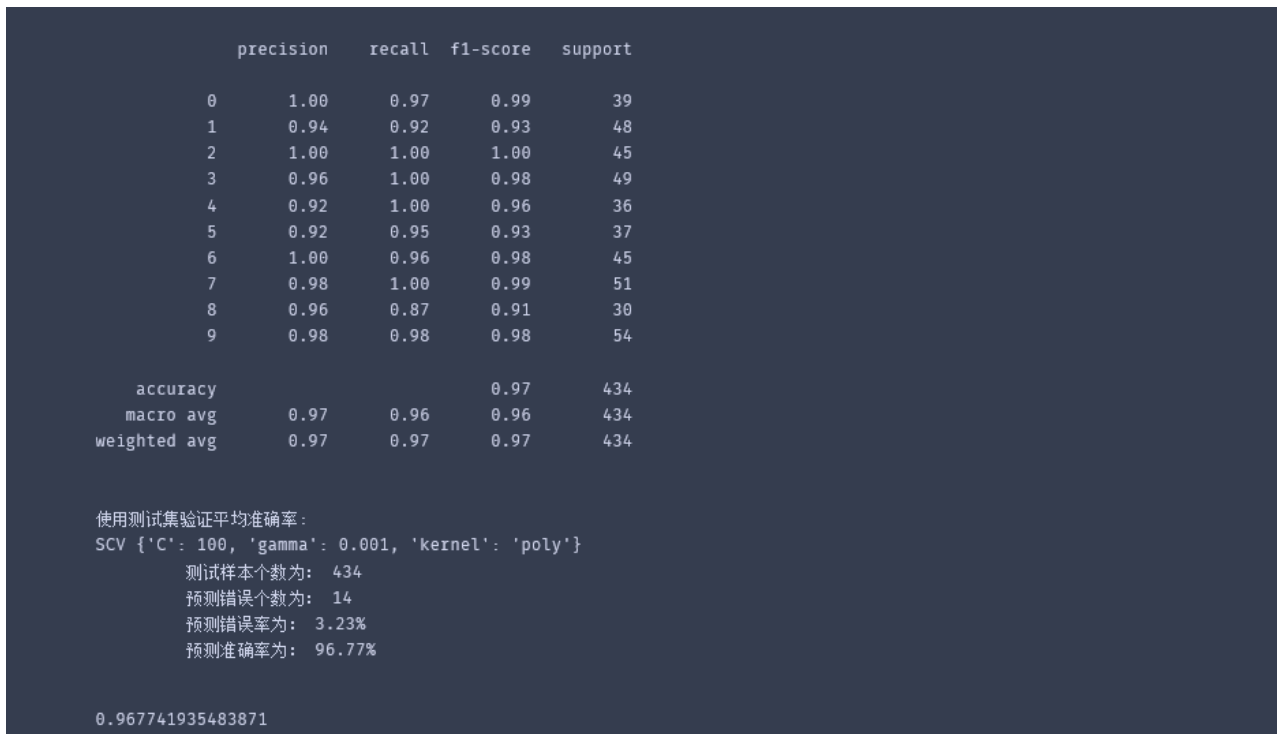 precision recall f1-score support
0 1.00 0.97 0.99 39
1 0.94 0.92 0.93 48
2 1.00 1.00 1.00 45
3 0.96 1.00 0.98 49
4 0.92 1.00 0.96 36
5 0.92 0.95 0.93 37
6 1.00 0.96 0.98 45
7 0.98 1.00 0.99 51
8 0.96 0.87 0.91 30
9 0.98 0.98 0.98 54
accuracy 0.97 434
macro avg 0.97 0.96 0.96 434
weighted avg 0.97 0.97 0.97 434
使用测试集验证平均准确率:
SCV {'C': 100, 'gamma': 0.001, 'kernel': 'poly'}
测试样本个数为: 434
预测错误个数为: 14
预测错误率为: 3.23%
预测准确率为: 96.77%
0.967741935483871